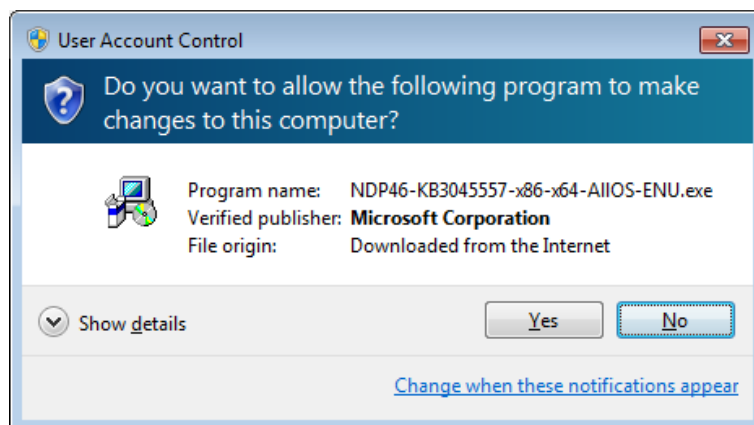 User Account Control
Do you want to allow the following program to make
changes to this computer?
Program name: NDP46-KB3045557-x86-x64-AllOS-ENU.exe
Verified publisher: Microsoft Corporation
File origin: Downloaded from the Internet
Show details
Yes
No
Change when these notifications appear